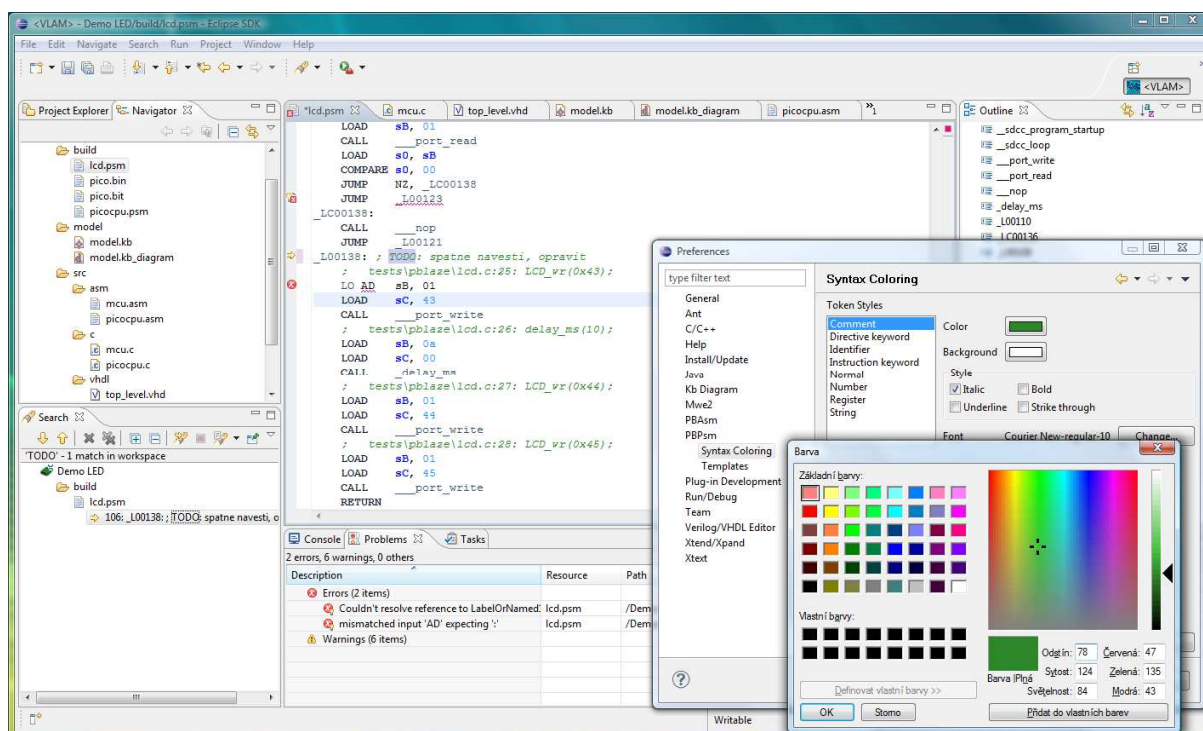 <VLAM> - Demo LED/build/lcd.psm - Eclipse SDK
File Edit Navigate Search Run Project Window Help
<VLAM>
Project Explorer Navigator
build
lcd.psm
pico.bin
pico.bit
picocpu.psm
model
model.kb
model.kb_diagram
src
asm
mcu.asm
picocpu.asm
c
mcu.c
picocpu.c
vhdl
top_level.vhd
*lcd.psm mcu.c top_level.vhd model.kb model.kb_diagram picocpu.asm »1
LOAD sB, 01
CALL ___port_read
LOAD s0, sB
COMPARE s0, 00
JUMP NZ, _LC00138
JUMP _L00123
_LC00138:
CALL ___nop
JUMP _L00121
_L00138: ; TODO: spatne navesti, opravit
; tests\pblaze\lcd.c:25: LCD_wr(0x43);
LO AD sB, 01
LOAD sC, 43
CALL ___port_write
; tests\pblaze\lcd.c:26: delay_ms(10);
LOAD sB, 0a
LOAD sC, 00
CALL _delay_ms
; tests\pblaze\lcd.c:27: LCD_wr(0x44);
LOAD sB, 01
LOAD sC, 44
CALL ___port_write
; tests\pblaze\lcd.c:28: LCD_wr(0x45);
LOAD sB, 01
LOAD sC, 45
CALL ___port_write
RETURN
Outline
__sdcc_program_startup
__sdcc_loop
___port_write
___port_read
___nop
_delay_ms
_L00110
_LC00136
Search
'TODO' - 1 match in workspace
Demo LED
build
lcd.psm
106: _L00138: ; TODO: spatne navesti, o
Console Problems Tasks
2 errors, 6 warnings, 0 others
Description Resource Path
Errors (2 items)
Couldn't resolve reference to LabelOrNamed lcd.psm /Dem
mismatched input 'AD' expecting ':' lcd.psm /Dem
Warnings (6 items)
Writable
Preferences
type filter text
General
Ant
C/C++
Help
Install/Update
Java
Kb Diagram
Mwe2
PBAsm
PBPsm
Syntax Coloring
Templates
Plug-in Development
Run/Debug
Team
Verilog/VHDL Editor
Xtend/Xpand
Xtext
Syntax Coloring
Token Styles
Comment
Directive keyword
Identifier
Instruction keyword
Normal
Number
Register
String
Color
Background
Style
Italic Bold
Underline Strike through
Font Courier New-regular-10 Change...
Barva
Základní barvy:
Vlastní barvy:
Definovat vlastní barvy >>
OK Storno
Barva|Plná
Odstín: 78 Červená: 47
Sytost: 124 Zelená: 135
Světelnost: 84 Modrá: 43
Přidat do vlastních barev